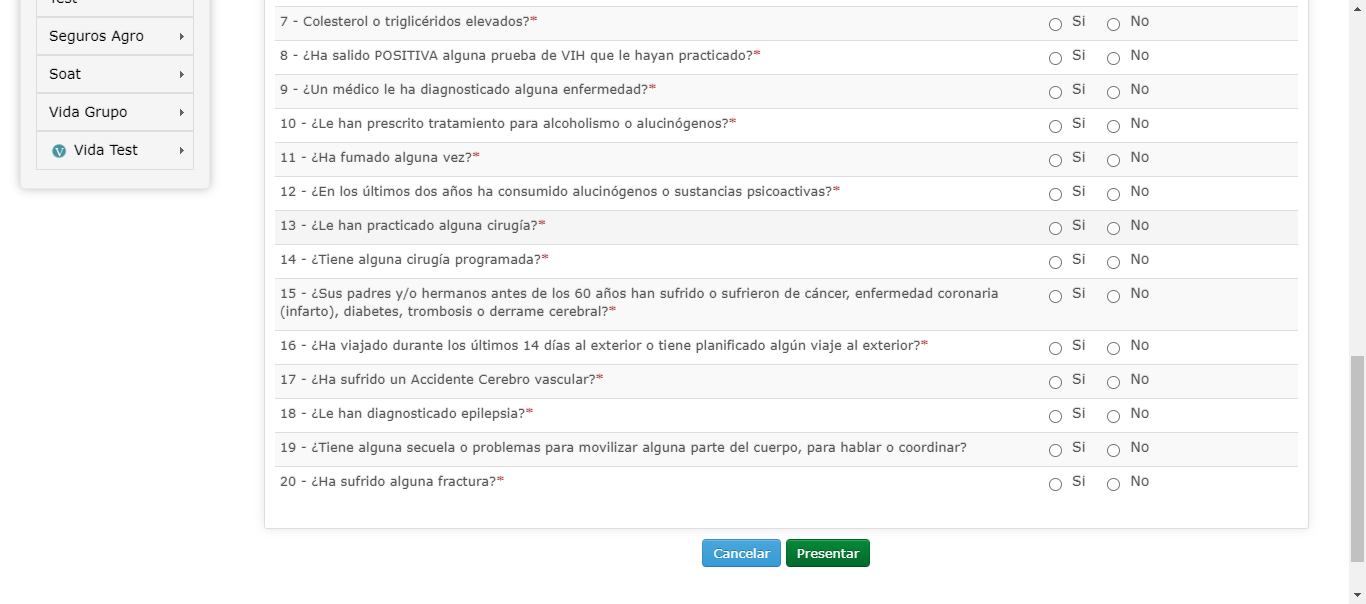 Test
Seguros Agro
Soat
Vida Grupo
V Vida Test
7 - Colesterol o triglicéridos elevados?* Si No
8 - ¿Ha salido POSITIVA alguna prueba de VIH que le hayan practicado?* Si No
9 - ¿Un médico le ha diagnosticado alguna enfermedad?* Si No
10 - ¿Le han prescrito tratamiento para alcoholismo o alucinógenos?* Si No
11 - ¿Ha fumado alguna vez?* Si No
12 - ¿En los últimos dos años ha consumido alucinógenos o sustancias psicoactivas?* Si No
13 - ¿Le han practicado alguna cirugía?* Si No
14 - ¿Tiene alguna cirugía programada?* Si No
15 - ¿Sus padres y/o hermanos antes de los 60 años han sufrido o sufrieron de cáncer, enfermedad coronaria Si No
(infarto), diabetes, trombosis o derrame cerebral?*
16 - ¿Ha viajado durante los últimos 14 días al exterior o tiene planificado algún viaje al exterior?* Si No
17 - ¿Ha sufrido un Accidente Cerebro vascular?* Si No
18 - ¿Le han diagnosticado epilepsia?* Si No
19 - ¿Tiene alguna secuela o problemas para movilizar alguna parte del cuerpo, para hablar o coordinar? Si No
20 - ¿Ha sufrido alguna fractura?* Si No
Cancelar Presentar